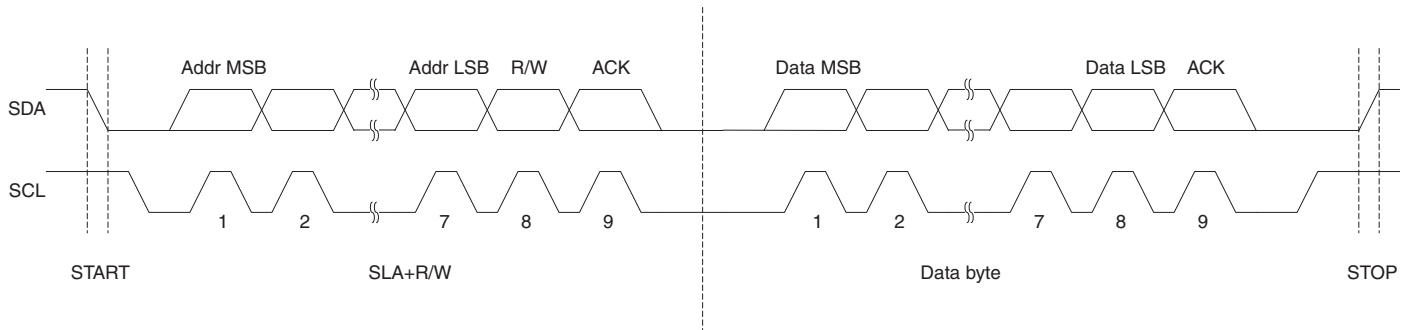 Addr MSB Addr LSB R/W ACK Data MSB Data LSB ACK
SDA
SCL
1 2 7 8 9 1 2 7 8 9
START SLA+R/W Data byte STOP